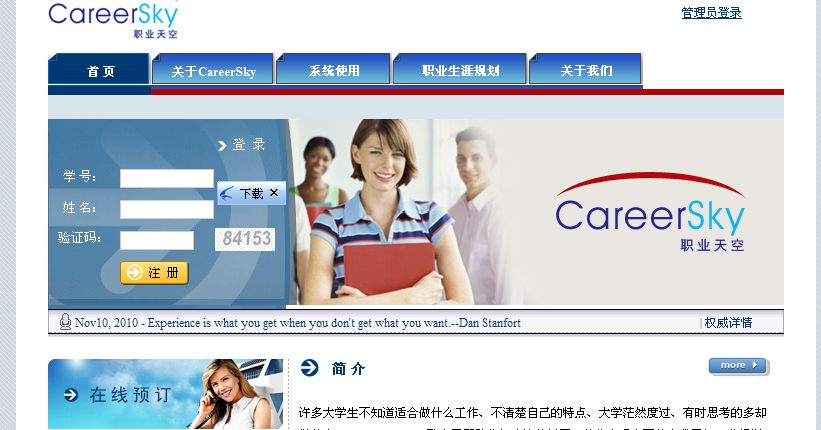 CareerSky
职业天空
管理员登录
首 页
关于CareerSky
系统使用
职业生涯规划
关于我们
登 录
学 号:
下载 ×
姓 名:
验证码:
84153
注 册
CareerSky
职业天空
Nov10, 2010 - Experience is what you get when you don't get what you want.--Dan Stanfort
| 权威详情
在线预订
简 介
more
许多大学生不知道适合做什么工作、不清楚自己的特点、大学茫然度过、有时思考的多却